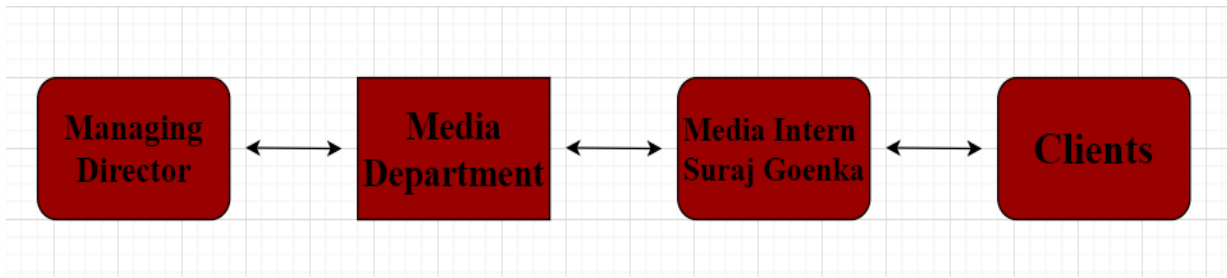 Managing
Director
Media
Department
Media Intern
Suraj Goenka
Clients